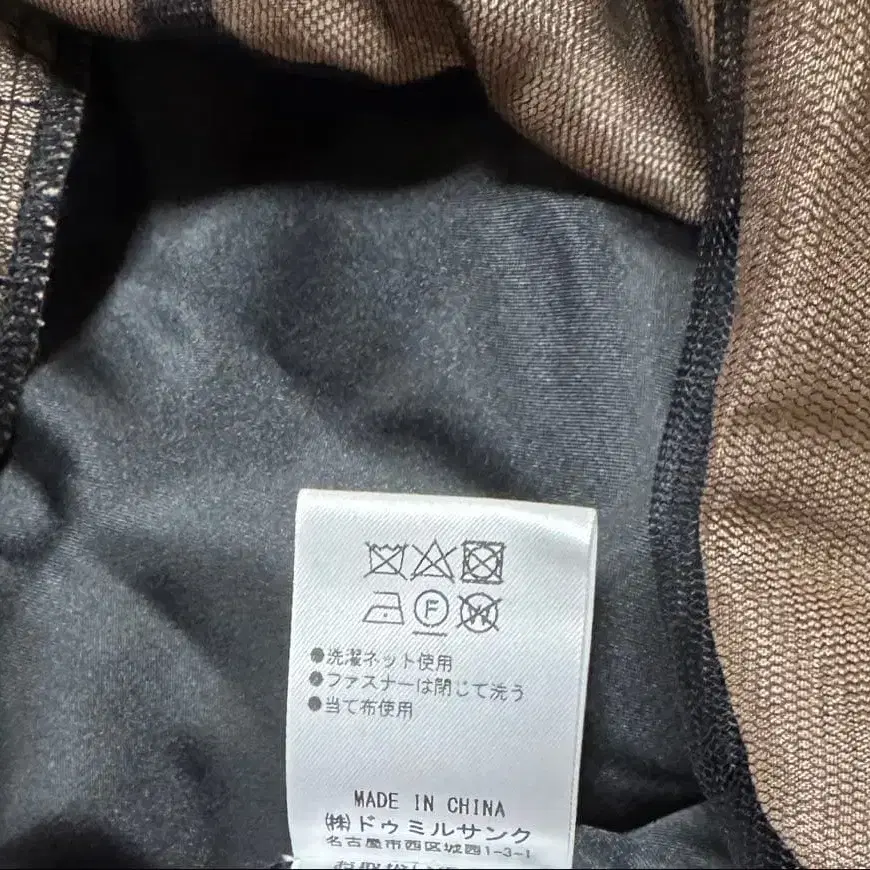 F W
●洗濯ネット使用
●ファスナーは閉じて洗う
●当て布使用
MADE IN CHINA
㈱ドゥミルサンク
名古屋市西区城西1-3-1